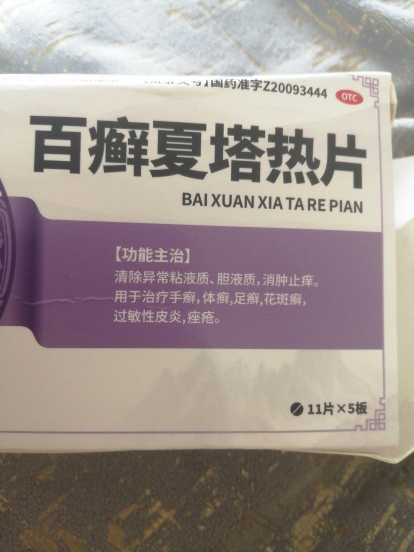 国药准字Z20093444
OTC
百癣夏塔热片
BAI XUAN XIA TA RE PIAN
【功能主治】
清除异常粘液质、胆液质，消肿止痒。
用于治疗手癣，体癣，足癣，花斑癣，
过敏性皮炎，痤疮。
11片×5板